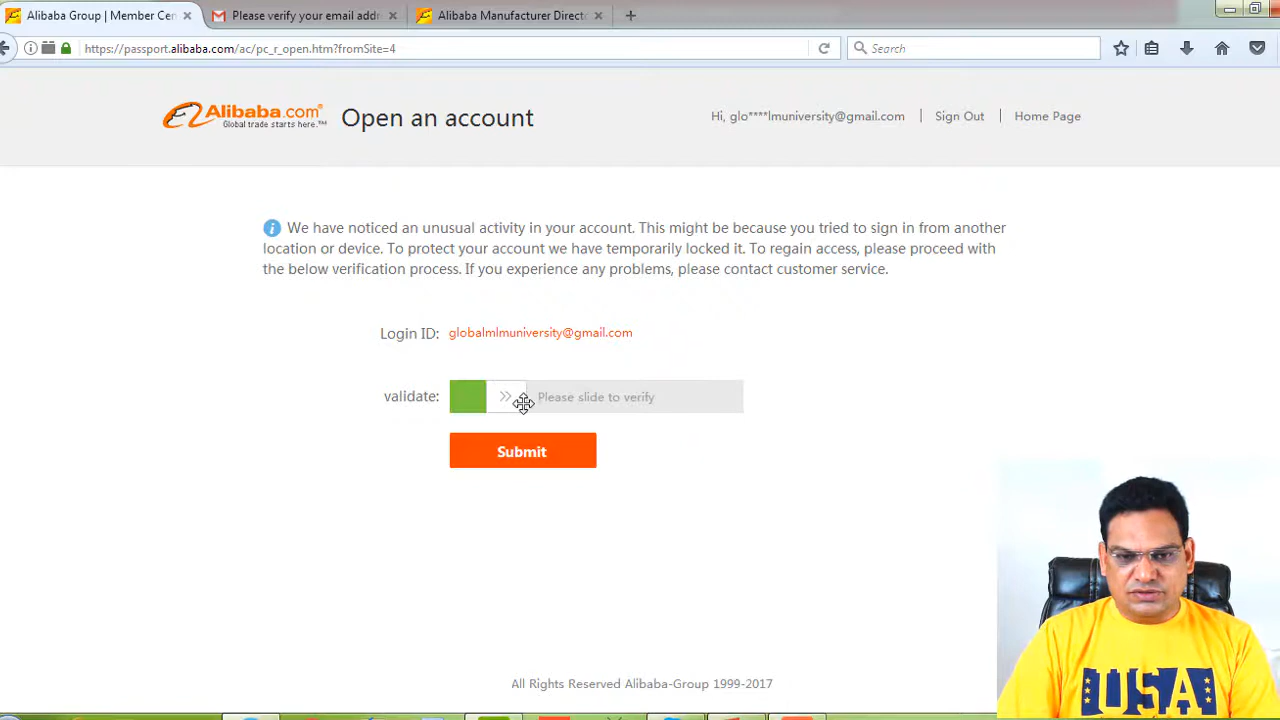 Alibaba Group | Member Cen
Please verify your email addr
Alibaba Manufacturer Directo
https://passport.alibaba.com/ac/pc_r_open.htm?fromSite=4
Search
Alibaba.com®
Global trade starts here.™
Open an account
Hi, glo****lmuniversity@gmail.com
Sign Out
Home Page
We have noticed an unusual activity in your account. This might be because you tried to sign in from another
location or device. To protect your account we have temporarily locked it. To regain access, please proceed with
the below verification process. If you experience any problems, please contact customer service.
Login ID: globalmlmuniversity@gmail.com
validate: Please slide to verify
Submit
USA
All Rights Reserved Alibaba-Group 1999-2017